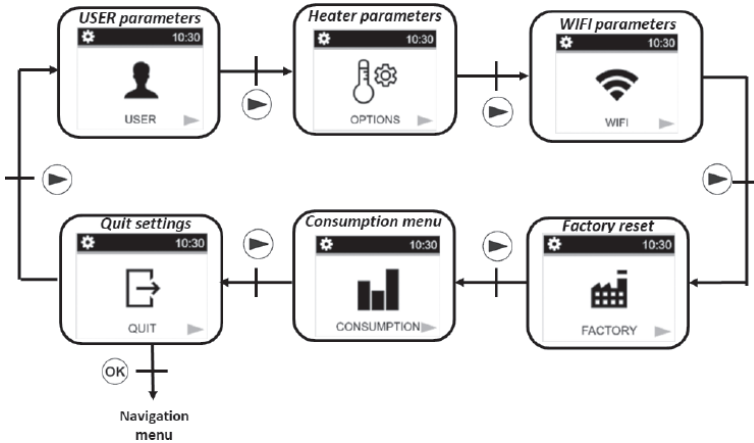 USER parameters
10:30
USER
Heater parameters
10:30
OPTIONS
WIFI parameters
10:30
WIFI
Quit settings
10:30
QUIT
Consumption menu
10:30
CONSUMPTION
Factory reset
10:30
FACTORY
OK
Navigation
menu